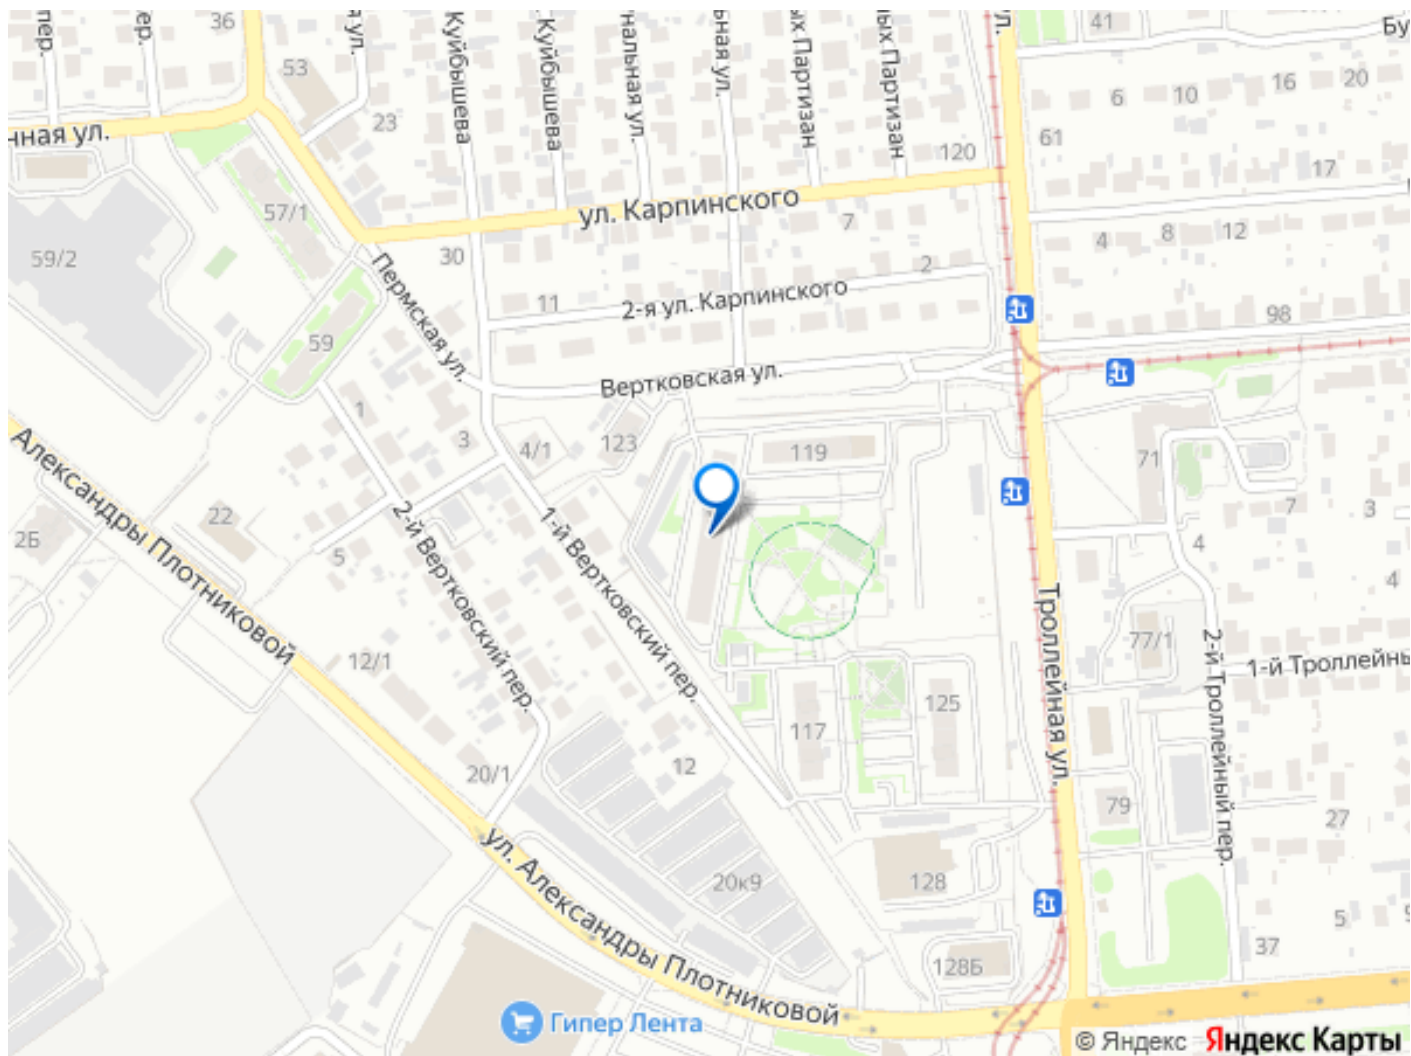 36
41
Бу
пер.
ер.
я ул.
Куйбышева
Куйбышева
нальная ул.
ьная ул.
ых Партизан
ных Партизан
ул.
53
23
16
20
6
10
61
120
17
нная ул.
57/1
ул. Карпинского
7
4
8
12
59/2
30
Пермская ул.
11
2-я ул. Карпинского
2
98
59
Вертковская ул.
1
3
4/1
123
119
71
Александры Плотниковой
2Б
22
5
2-й Вертковский пер.
1-й Вертковский пер.
7
3
4
4
Троллейная ул.
77/1
2-й Троллейный пер.
1-й Троллейны
12/1
125
117
20/1
12
79
27
ул. Александры Плотниковой
20к9
128
5
9
37
128Б
Гипер Лента
© Яндекс Яндекс Карты